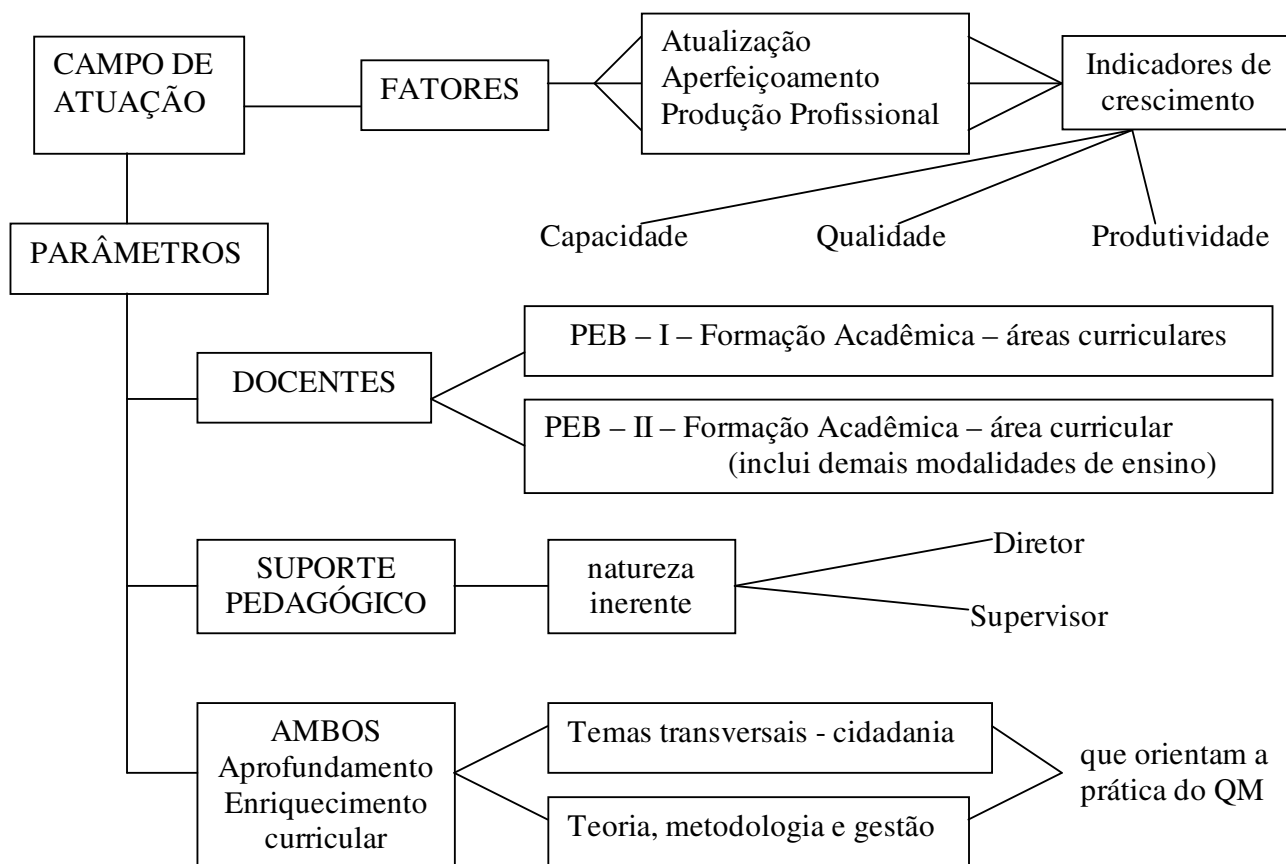 CAMPO DE
ATUAÇÃO
FATORES
Atualização
Aperfeiçoamento
Produção Profissional
Indicadores de
crescimento
Capacidade
Qualidade
Produtividade
PARÂMETROS
DOCENTES
PEB – I – Formação Acadêmica – áreas curriculares
PEB – II – Formação Acadêmica – área curricular
(inclui demais modalidades de ensino)
SUPORTE
PEDAGÓGICO
natureza
inerente
Diretor
Supervisor
AMBOS
Aprofundamento
Enriquecimento
curricular
Temas transversais - cidadania
Teoria, metodologia e gestão
que orientam a
prática do QM